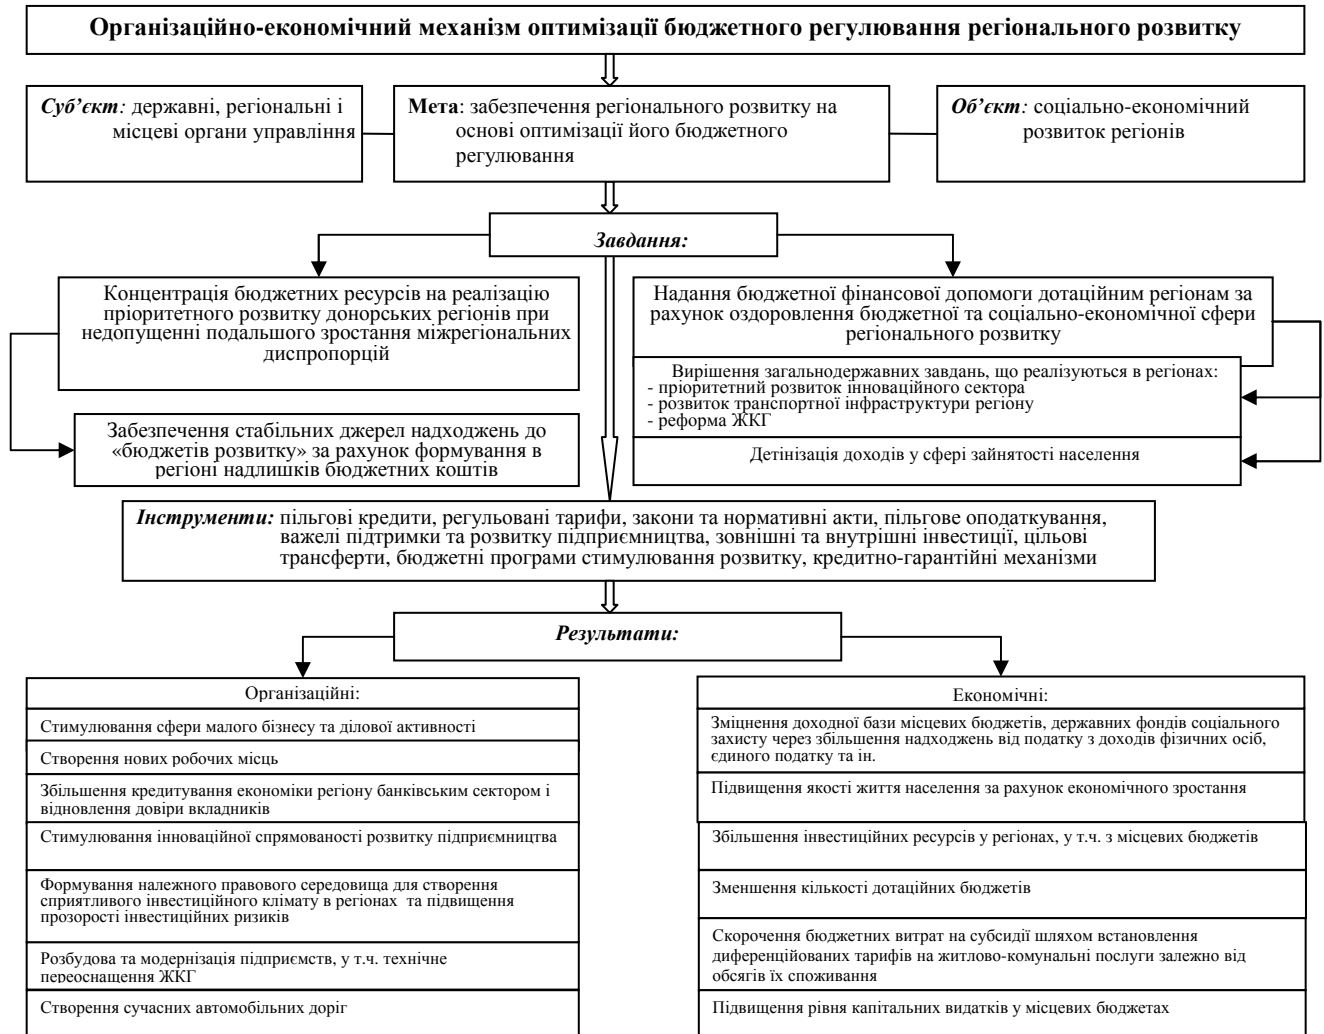 Організаційно-економічний механізм оптимізації бюджетного регулювання регіонального розвитку
Суб’єкт: державні, регіональні і
місцеві органи управління
Мета: забезпечення регіонального розвитку на
основі оптимізації його бюджетного
регулювання
Об’єкт: соціально-економічний
розвиток регіонів
Завдання:
Концентрація бюджетних ресурсів на реалізацію
пріоритетного розвитку донорських регіонів при
недопущенні подальшого зростання міжрегіональних
диспропорцій
Забезпечення стабільних джерел надходжень до
«бюджетів розвитку» за рахунок формування в
регіоні надлишків бюджетних коштів
Надання бюджетної фінансової допомоги дотаційним регіонам за
рахунок оздоровлення бюджетної та соціально-економічної сфери
регіонального розвитку
Вирішення загальнодержавних завдань, що реалізуються в регіонах:
- пріоритетний розвиток інноваційного сектора
- розвиток транспортної інфраструктури регіону
- реформа ЖКГ
Детінізація доходів у сфері зайнятості населення
Інструменти: пільгові кредити, регульовані тарифи, закони та нормативні акти, пільгове оподаткування,
важелі підтримки та розвитку підприємництва, зовнішні та внутрішні інвестиції, цільові
трансферти, бюджетні програми стимулювання розвитку, кредитно-гарантійні механізми
Результати:
Організаційні:
Стимулювання сфери малого бізнесу та ділової активності
Створення нових робочих місць
Збільшення кредитування економіки регіону банківським сектором і
відновлення довіри вкладників
Стимулювання інноваційної спрямованості розвитку підприємництва
Формування належного правового середовища для створення
сприятливого інвестиційного клімату в регіонах та підвищення
прозорості інвестиційних ризиків
Розбудова та модернізація підприємств, у т.ч. технічне
переоснащення ЖКГ
Створення сучасних автомобільних доріг
Економічні:
Зміцнення доходної бази місцевих бюджетів, державних фондів соціального
захисту через збільшення надходжень від податку з доходів фізичних осіб,
єдиного податку та ін.
Підвищення якості життя населення за рахунок економічного зростання
Збільшення інвестиційних ресурсів у регіонах, у т.ч. з місцевих бюджетів
Зменшення кількості дотаційних бюджетів
Скорочення бюджетних витрат на субсидії шляхом встановлення
диференційованих тарифів на житлово-комунальні послуги залежно від
обсягів їх споживання
Підвищення рівня капітальних видатків у місцевих бюджетах